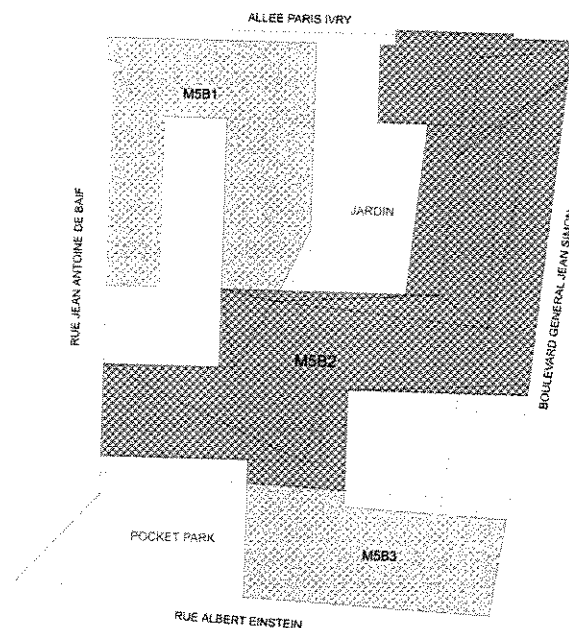 ALLEE PARIS IVRY
M5B1
RUE JEAN ANTOINE DE BAIF
JARDIN
BOULEVARD GENERAL JEAN SIMON
M5B2
POCKET PARK
M5B3
RUE ALBERT EINSTEIN